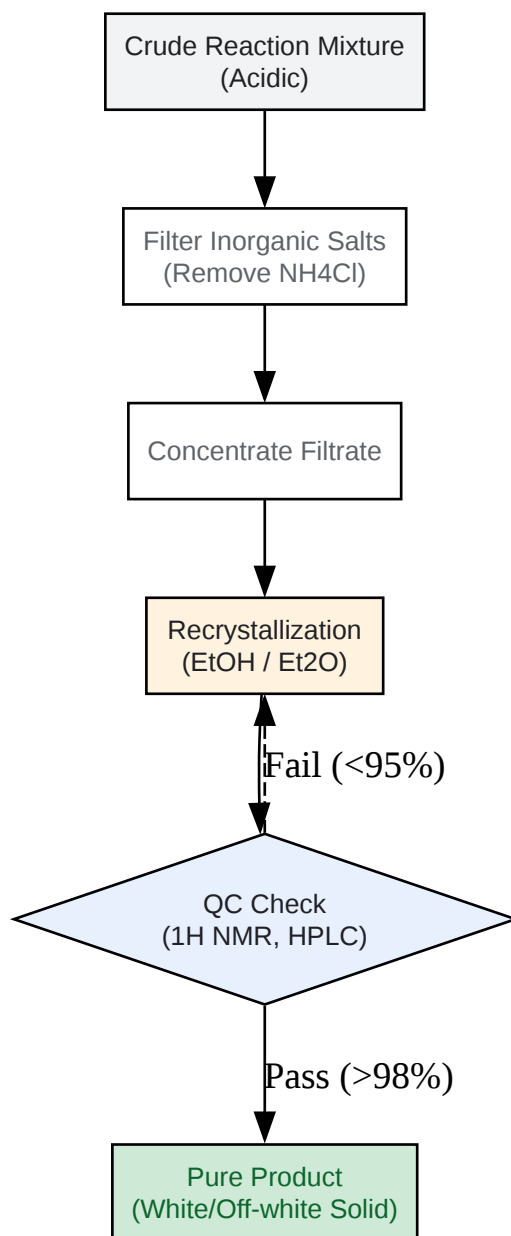 Crude Reaction Mixture
(Acidic)
Filter Inorganic Salts
(Remove NH4Cl)
Concentrate Filtrate
Recrystallization
(EtOH / Et2O)
Fail (<95%)
QC Check
(1H NMR, HPLC)
Pass (>98%)
Pure Product
(White/Off-white Solid)